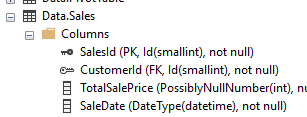 Data.Sales
Columns
SalesId (PK, Id(smallint), not null)
CustomerId (FK, Id(smallint), not null)
TotalSalePrice (PossiblyNullNumber(int), nu
SaleDate (DateType(datetime), not null)